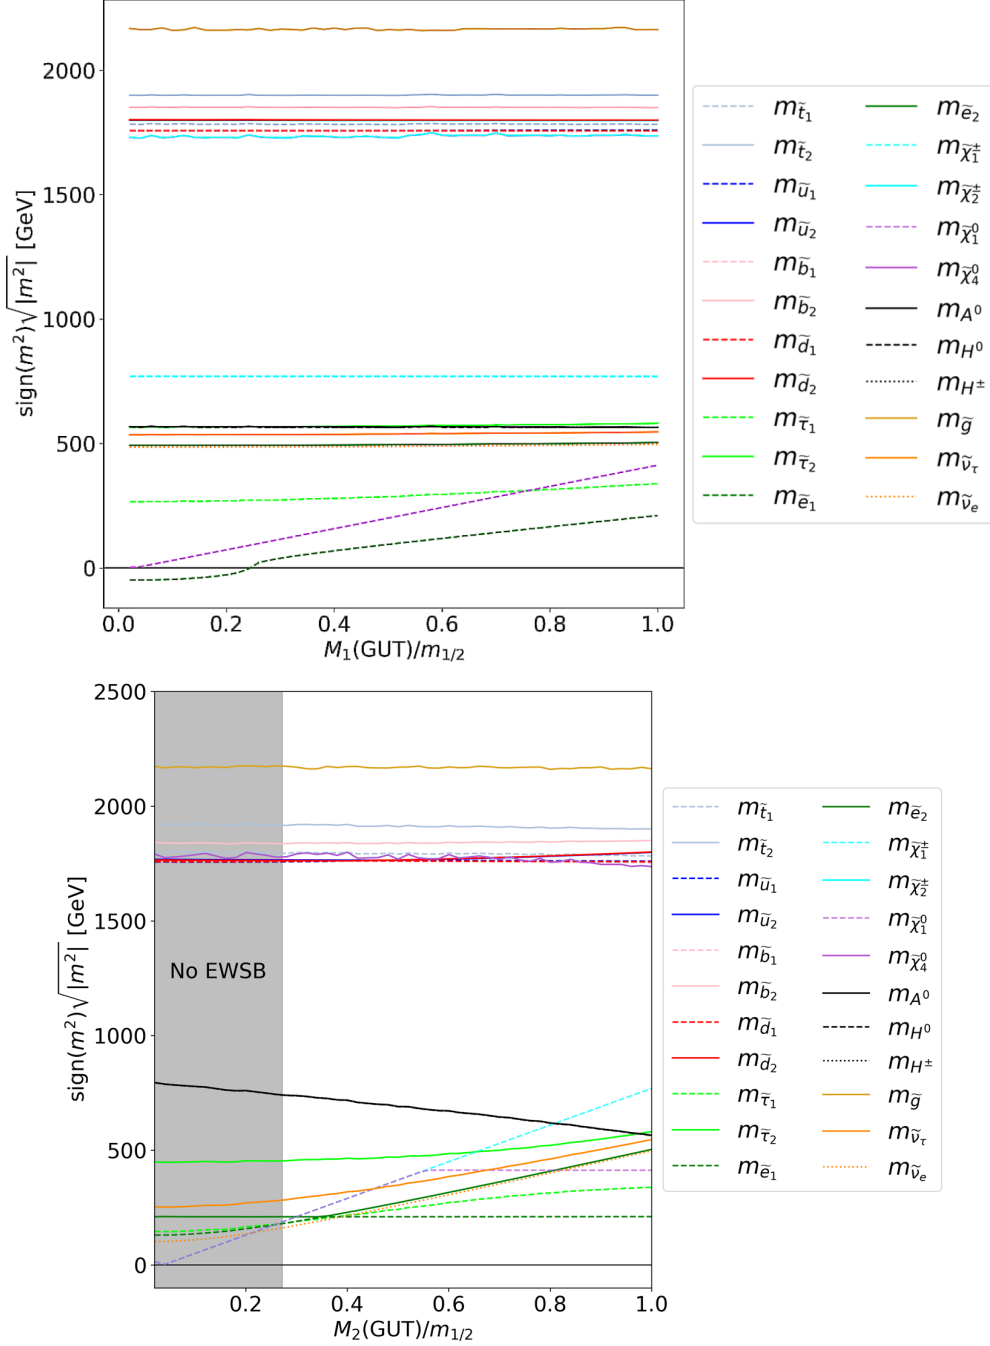 sign(m²)√|m²| [GeV]
2000
1500
1000
500
0
0.0 0.2 0.4 0.6 0.8 1.0
M₁(GUT)/m₁/₂
m_t̃₁
m_t̃₂
m_ũ₁
m_ũ₂
m_b̃₁
m_b̃₂
m_d̃₁
m_d̃₂
m_τ̃₁
m_τ̃₂
m_ẽ₁
m_ẽ₂
m_χ̃₁±
m_χ̃₂±
m_χ̃₁⁰
m_χ̃₄⁰
m_A⁰
m_H⁰
m_H±
m_g̃
m_ν̃_τ
m_ν̃_e
sign(m²)√|m²| [GeV]
2500
2000
1500
1000
500
0
No EWSB
0.2 0.4 0.6 0.8 1.0
M₂(GUT)/m₁/₂
m_t̃₁
m_t̃₂
m_ũ₁
m_ũ₂
m_b̃₁
m_b̃₂
m_d̃₁
m_d̃₂
m_τ̃₁
m_τ̃₂
m_ẽ₁
m_ẽ₂
m_χ̃₁±
m_χ̃₂±
m_χ̃₁⁰
m_χ̃₄⁰
m_A⁰
m_H⁰
m_H±
m_g̃
m_ν̃_τ
m_ν̃_e